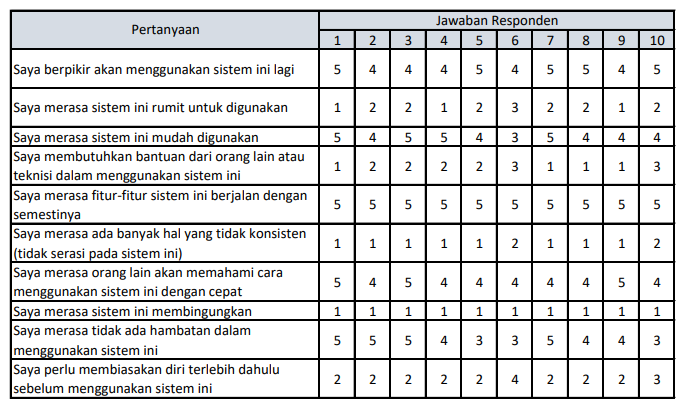 Pertanyaan Jawaban Responden
1 2 3 4 5 6 7 8 9 10
Saya berpikir akan menggunakan sistem ini lagi 5 4 4 4 5 4 5 5 4 5
Saya merasa sistem ini rumit untuk digunakan 1 2 2 1 2 3 2 2 1 2
Saya merasa sistem ini mudah digunakan 5 4 5 5 4 3 5 4 4 4
Saya membutuhkan bantuan dari orang lain atau
teknisi dalam menggunakan sistem ini 1 2 2 2 2 3 1 1 1 3
Saya merasa fitur-fitur sistem ini berjalan dengan
semestinya 5 5 5 5 5 5 5 5 5 5
Saya merasa ada banyak hal yang tidak konsisten
(tidak serasi pada sistem ini) 1 1 1 1 1 2 1 1 1 2
Saya merasa orang lain akan memahami cara
menggunakan sistem ini dengan cepat 5 4 5 4 4 4 4 4 5 4
Saya merasa sistem ini membingungkan 1 1 1 1 1 1 1 1 1 1
Saya merasa tidak ada hambatan dalam
menggunakan sistem ini 5 5 5 4 3 3 5 4 4 3
Saya perlu membiasakan diri terlebih dahulu
sebelum menggunakan sistem ini 2 2 2 2 2 4 2 2 2 3